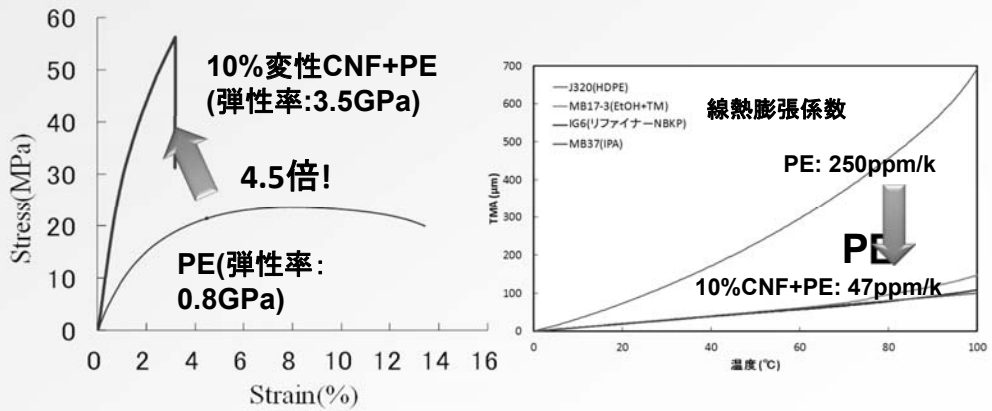 Stress(MPa)
60
50
40
30
20
10
0
0 2 4 6 8 10 12 14 16
Strain(%)
10%変性CNF+PE
(弾性率:3.5GPa)
4.5倍!
PE(弾性率:
0.8GPa)
TMA (μm)
700
600
500
400
300
200
100
0
0 20 40 60 80 100
温度(℃)
J320(HDPE)
MB17-3(EtOH+TM)
IG6(リファイナーNBKP)
MB37(IPA)
線熱膨張係数
PE: 250ppm/k
PE
10%CNF+PE: 47ppm/k